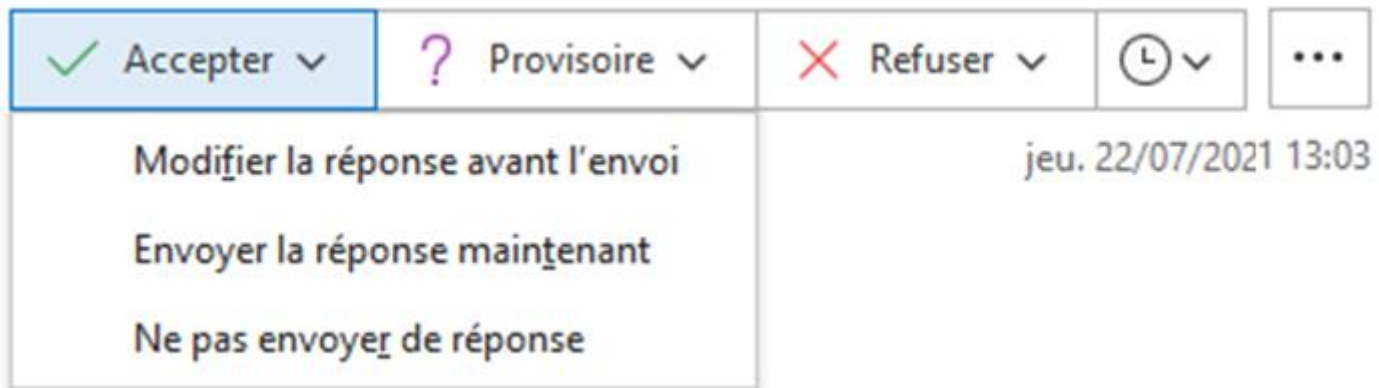 Accepter Provisoire Refuser
Modifier la réponse avant l’envoi
jeu. 22/07/2021 13:03
Envoyer la réponse maintenant
Ne pas envoyer de réponse